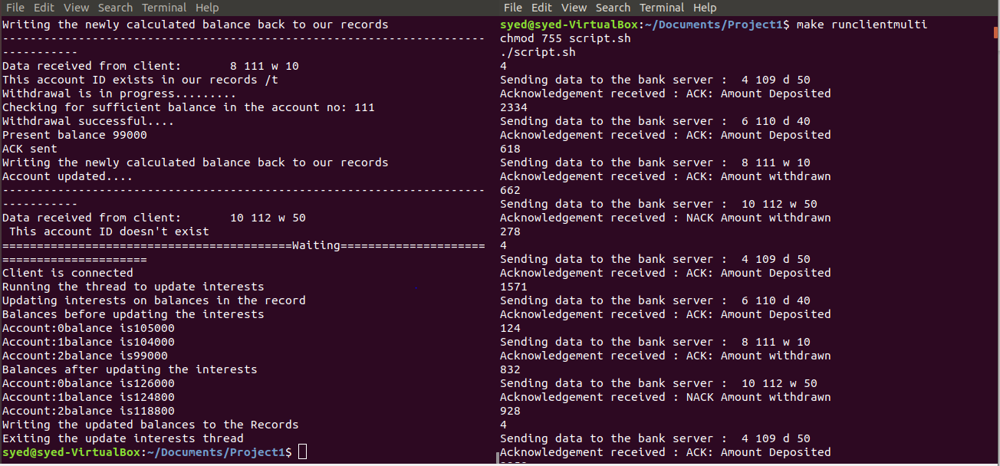 File Edit View Search Terminal Help
Writing the newly calculated balance back to our records
----------------------------------------------------------------------
-----------
Data received from client:       8 111 w 10
This account ID exists in our records /t
Withdrawal is in progress.........
Checking for sufficient balance in the account no: 111
Withdrawal successful....
Present balance 99000
ACK sent
Writing the newly calculated balance back to our records
Account updated....
----------------------------------------------------------------------
-----------
Data received from client:       10 112 w 50
 This account ID doesn't exist
==========================================Waiting=====================
=====================
Client is connected
Running the thread to update interests
Updating interests on balances in the record
Balances before updating the interests
Account:0balance is105000
Account:1balance is104000
Account:2balance is99000
Balances after updating the interests
Account:0balance is126000
Account:1balance is124800
Account:2balance is118800
Writing the updated balances to the Records
Exiting the update interests thread
syed@syed-VirtualBox:~/Documents/Project1$
File Edit View Search Terminal Help
syed@syed-VirtualBox:~/Documents/Project1$ make runclientmulti
chmod 755 script.sh
./script.sh
4
Sending data to the bank server :  4 109 d 50
Acknowledgement received : ACK: Amount Deposited
2334
Sending data to the bank server :  6 110 d 40
Acknowledgement received : ACK: Amount Deposited
618
Sending data to the bank server :  8 111 w 10
Acknowledgement received : ACK: Amount withdrawn
662
Sending data to the bank server :  10 112 w 50
Acknowledgement received : NACK Amount withdrawn
278
4
Sending data to the bank server :  4 109 d 50
Acknowledgement received : ACK: Amount Deposited
1571
Sending data to the bank server :  6 110 d 40
Acknowledgement received : ACK: Amount Deposited
124
Sending data to the bank server :  8 111 w 10
Acknowledgement received : ACK: Amount withdrawn
832
Sending data to the bank server :  10 112 w 50
Acknowledgement received : NACK Amount withdrawn
928
4
Sending data to the bank server :  4 109 d 50
Acknowledgement received : ACK: Amount Deposited